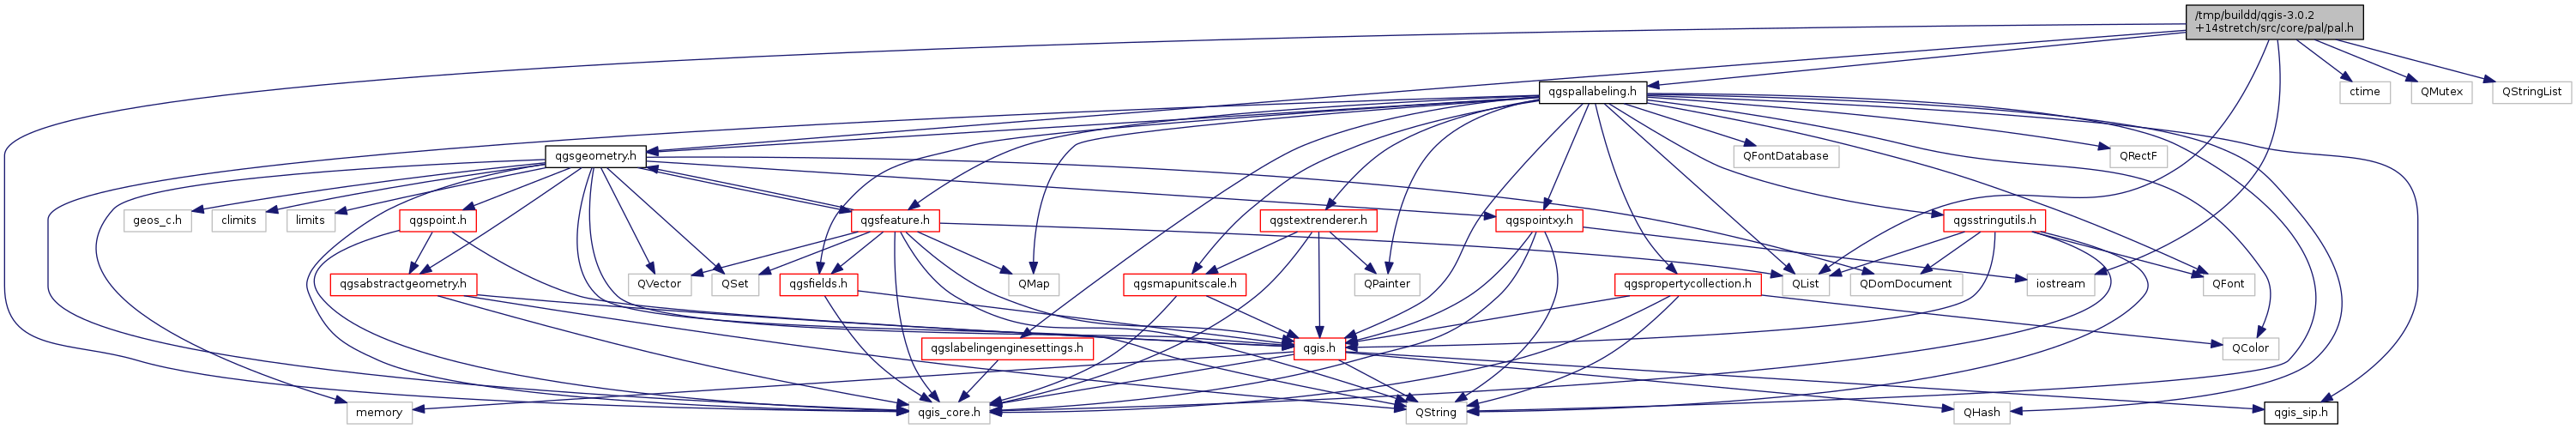 /tmp/buildd/qgis-3.0.2
+14stretch/src/core/pal/pal.h
qgspallabeling.h
ctime
QMutex
QStringList
qgsgeometry.h
QFontDatabase
QRectF
geos_c.h
climits
limits
qgspoint.h
qgsfeature.h
qgstextrenderer.h
qgspointxy.h
qgsstringutils.h
qgsabstractgeometry.h
QVector
QSet
qgsfields.h
QMap
qgsmapunitscale.h
QPainter
qgspropertycollection.h
QList
QDomDocument
iostream
QFont
qgslabelingenginesettings.h
qgis.h
QColor
memory
qgis_core.h
QString
QHash
qgis_sip.h